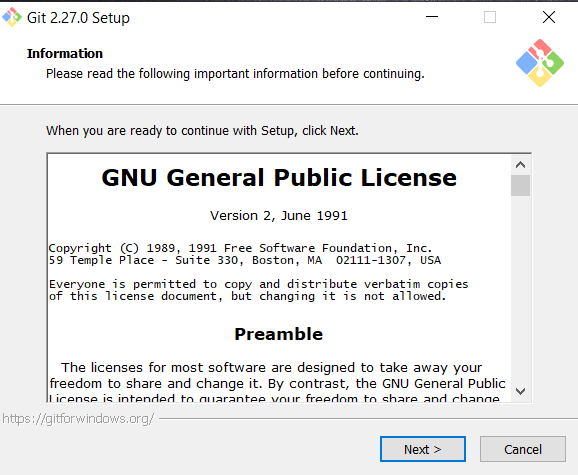 Git 2.27.0 Setup
Information
Please read the following important information before continuing.
When you are ready to continue with Setup, click Next.
GNU General Public License
Version 2, June 1991
Copyright (C) 1989, 1991 Free Software Foundation, Inc.
59 Temple Place - Suite 330, Boston, MA  02111-1307, USA
Everyone is permitted to copy and distribute verbatim copies
of this license document, but changing it is not allowed.
Preamble
The licenses for most software are designed to take away your
freedom to share and change it. By contrast, the GNU General Public
License is intended to guarantee your freedom to share and change
https://gitforwindows.org/
Next >
Cancel